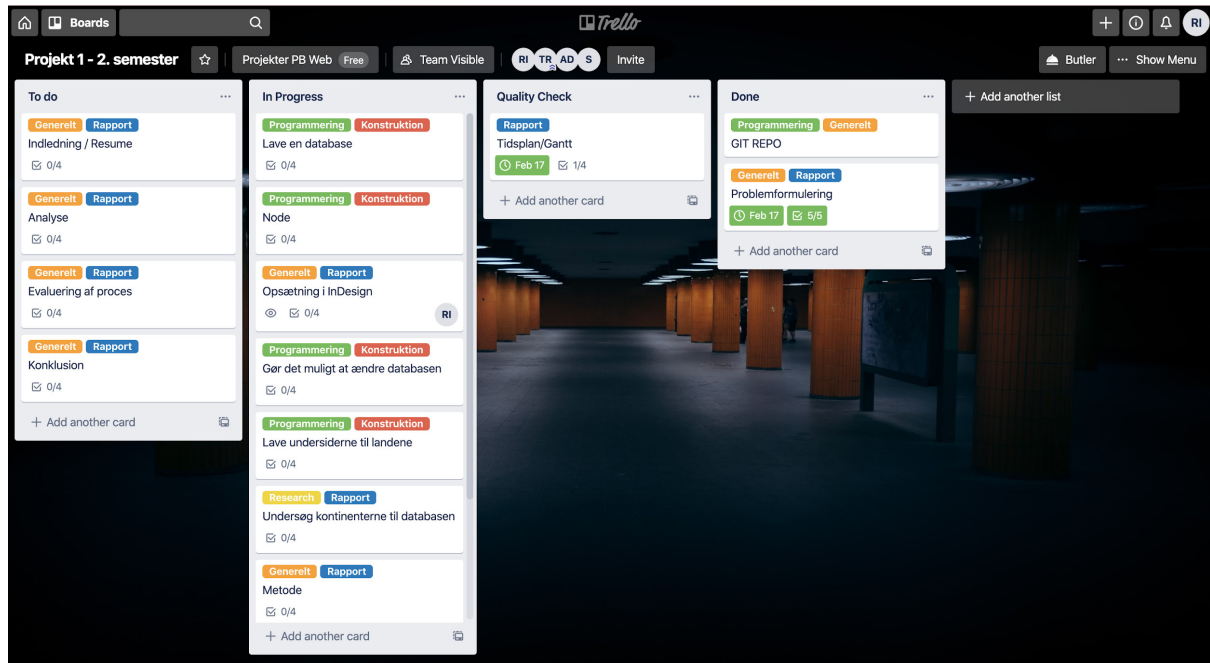 Boards
Trello
RI
Projekt 1 - 2. semester
Projekter PB Web Free
Team Visible
RI TR AD S
Invite
Butler
Show Menu
To do
Generelt Rapport
Indledning / Resume
0/4
Generelt Rapport
Analyse
0/4
Generelt Rapport
Evaluering af proces
0/4
Generelt Rapport
Konklusion
0/4
+ Add another card
In Progress
Programmering Konstruktion
Lave en database
0/4
Programmering Konstruktion
Node
0/4
Generelt Rapport
Opsætning i InDesign
0/4
RI
Programmering Konstruktion
Gør det muligt at ændre databasen
0/4
Programmering Konstruktion
Lave undersiderne til landene
0/4
Research Rapport
Undersøg kontinenterne til databasen
0/4
Generelt Rapport
Metode
0/4
+ Add another card
Quality Check
Rapport
Tidsplan/Gantt
Feb 17 1/4
+ Add another card
Done
Programmering Generelt
GIT REPO
Generelt Rapport
Problemformulering
Feb 17 5/5
+ Add another card
+ Add another list